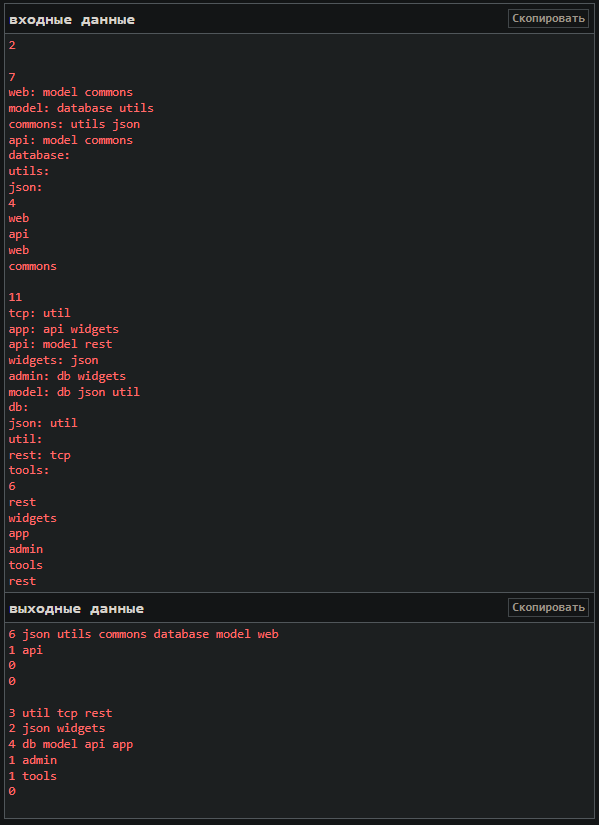 входные данные
Скопировать
2

7
web: model commons
model: database utils
commons: utils json
api: model commons
database:
utils:
json:
4
web
api
web
commons

11
tcp: util
app: api widgets
api: model rest
widgets: json
admin: db widgets
model: db json util
db:
json: util
util:
rest: tcp
tools:
6
rest
widgets
app
admin
tools
rest
выходные данные
Скопировать
6 json utils commons database model web
1 api
0
0

3 util tcp rest
2 json widgets
4 db model api app
1 admin
1 tools
0